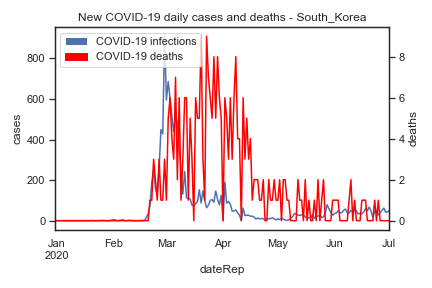 New COVID-19 daily cases and deaths - South_Korea
COVID-19 infections
COVID-19 deaths
800
600
400
200
0
cases
8
6
4
2
0
deaths
Jan Feb Mar Apr May Jun Jul
2020
dateRep